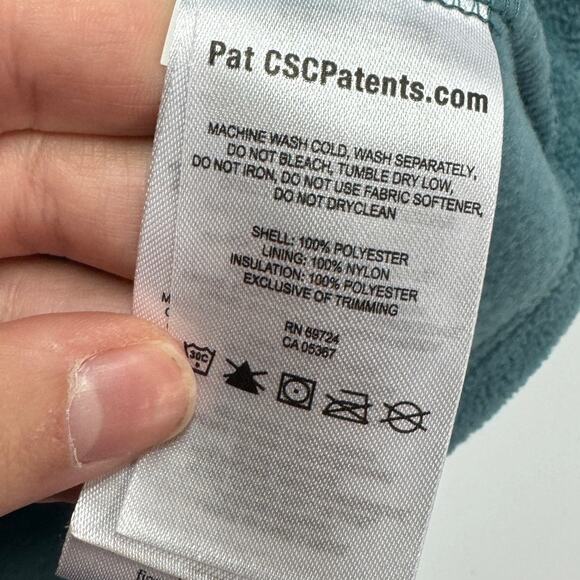 Pat CSCPatents.com
MACHINE WASH COLD, WASH SEPARATELY,
DO NOT BLEACH, TUMBLE DRY LOW,
DO NOT IRON, DO NOT USE FABRIC SOFTENER,
DO NOT DRYCLEAN
SHELL: 100% POLYESTER
LINING: 100% NYLON
INSULATION: 100% POLYESTER
EXCLUSIVE OF TRIMMING
RN 69724
CA 05367
30C